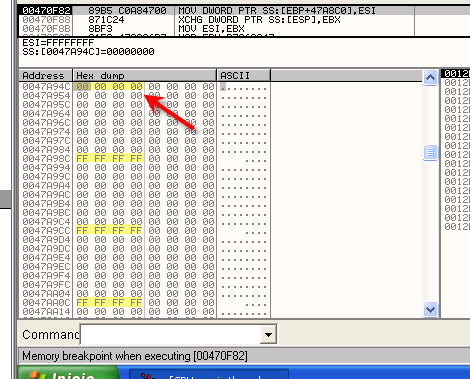 00470F82 89B5 C0A84700 MOV DWORD PTR SS:[EBP+47A8C0],ESI
00470F88 871C24 XCHG DWORD PTR SS:[ESP],EBX
8BF3 MOV ESI,EBX
ESI=FFFFFFFF
SS:[0047A94C]=00000000
Address Hex dump ASCII
0047A94C 00 00 00 00 00 00 00 00 ........
0047A954 00 00 00 00 00 00 00 00 ........
0047A95C 00 00 00 00 00 00 00 00 ........
0047A964 00 00 00 00 00 00 00 00 ........
0047A96C 00 00 00 00 00 00 00 00 ........
0047A974 00 00 00 00 00 00 00 00 ........
0047A97C 00 00 00 00 00 00 00 00 ........
0047A984 00 00 00 00 00 00 00 00 ........
0047A98C FF FF FF FF 00 00 00 00 ....
0047A994 00 00 00 00 00 00 00 00 ........
0047A99C 00 00 00 00 00 00 00 00 ........
0047A9A4 00 00 00 00 00 00 00 00 ........
0047A9AC 00 00 00 00 00 00 00 00 ........
0047A9B4 00 00 00 00 00 00 00 00 ........
0047A9BC 00 00 00 00 00 00 00 00 ........
0047A9C4 00 00 00 00 00 00 00 00 ........
0047A9CC FF FF FF FF 00 00 00 00 ....
0047A9D4 00 00 00 00 00 00 00 00 ........
0047A9DC 00 00 00 00 00 00 00 00 ........
0047A9E4 00 00 00 00 00 00 00 00 ........
0047A9EC 00 00 00 00 00 00 00 00 ........
0047A9F4 00 00 00 00 00 00 00 00 ........
0047A9FC 00 00 00 00 00 00 00 00 ........
0047AA04 00 00 00 00 00 00 00 00 ........
0047AA0C FF FF FF FF 00 00 00 00 ....
0047AA14 00 00 00 00 00 00 00 00 ........
Command
Memory breakpoint when executing [00470F82]
Inicio